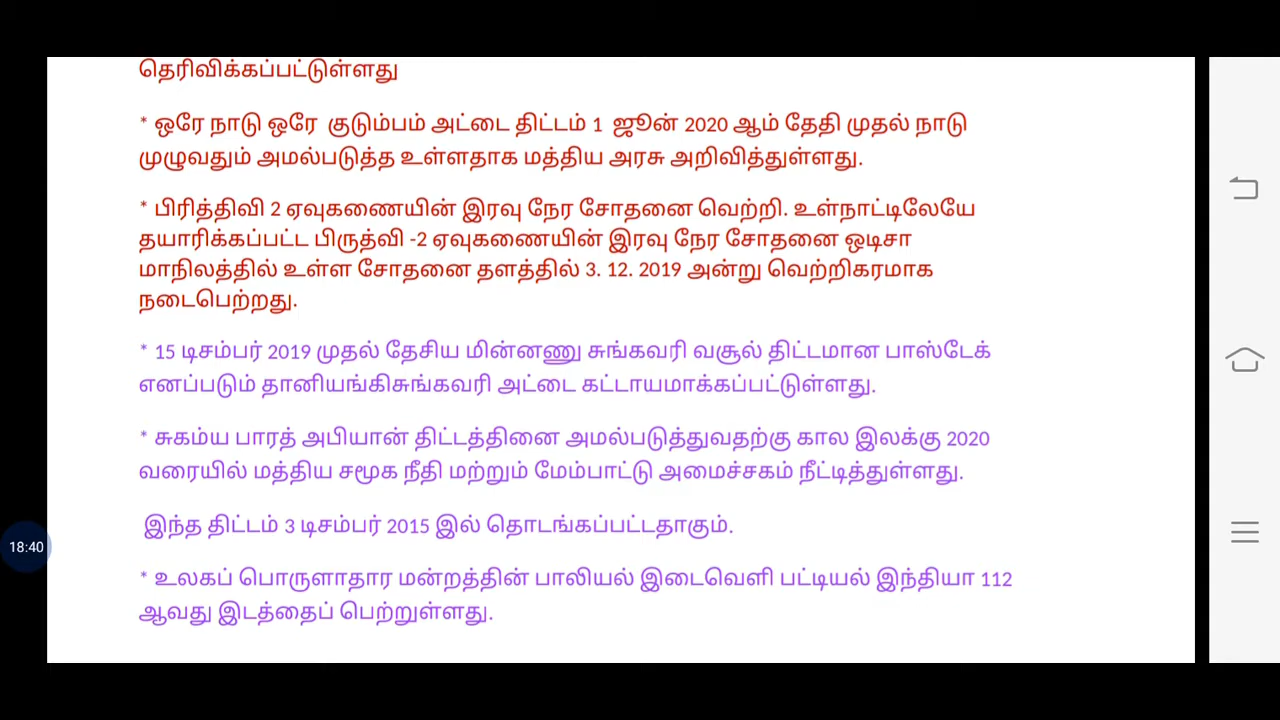 தெரிவிக்கப்பட்டுள்ளது
* ஒரே நாடு ஒரே குடும்பம் அட்டை திட்டம் 1 ஜூன் 2020 ஆம் தேதி முதல் நாடு
முழுவதும் அமல்படுத்த உள்ளதாக மத்திய அரசு அறிவித்துள்ளது.
* பிரித்திவி 2 ஏவுகணையின் இரவு நேர சோதனை வெற்றி. உள்நாட்டிலேயே
தயாரிக்கப்பட்ட பிருத்வி -2 ஏவுகணையின் இரவு நேர சோதனை ஒடிசா
மாநிலத்தில் உள்ள சோதனை தளத்தில் 3. 12. 2019 அன்று வெற்றிகரமாக
நடைபெற்றது.
* 15 டிசம்பர் 2019 முதல் தேசிய மின்னணு சுங்கவரி வசூல் திட்டமான பாஸ்டேக்
எனப்படும் தானியங்கிசுங்கவரி அட்டை கட்டாயமாக்கப்பட்டுள்ளது.
* சுகம்ய பாரத் அபியான் திட்டத்தினை அமல்படுத்துவதற்கு கால இலக்கு 2020
வரையில் மத்திய சமூக நீதி மற்றும் மேம்பாட்டு அமைச்சகம் நீட்டித்துள்ளது.
இந்த திட்டம் 3 டிசம்பர் 2015 இல் தொடங்கப்பட்டதாகும்.
18:40
* உலகப் பொருளாதார மன்றத்தின் பாலியல் இடைவெளி பட்டியல் இந்தியா 112
ஆவது இடத்தைப் பெற்றுள்ளது.